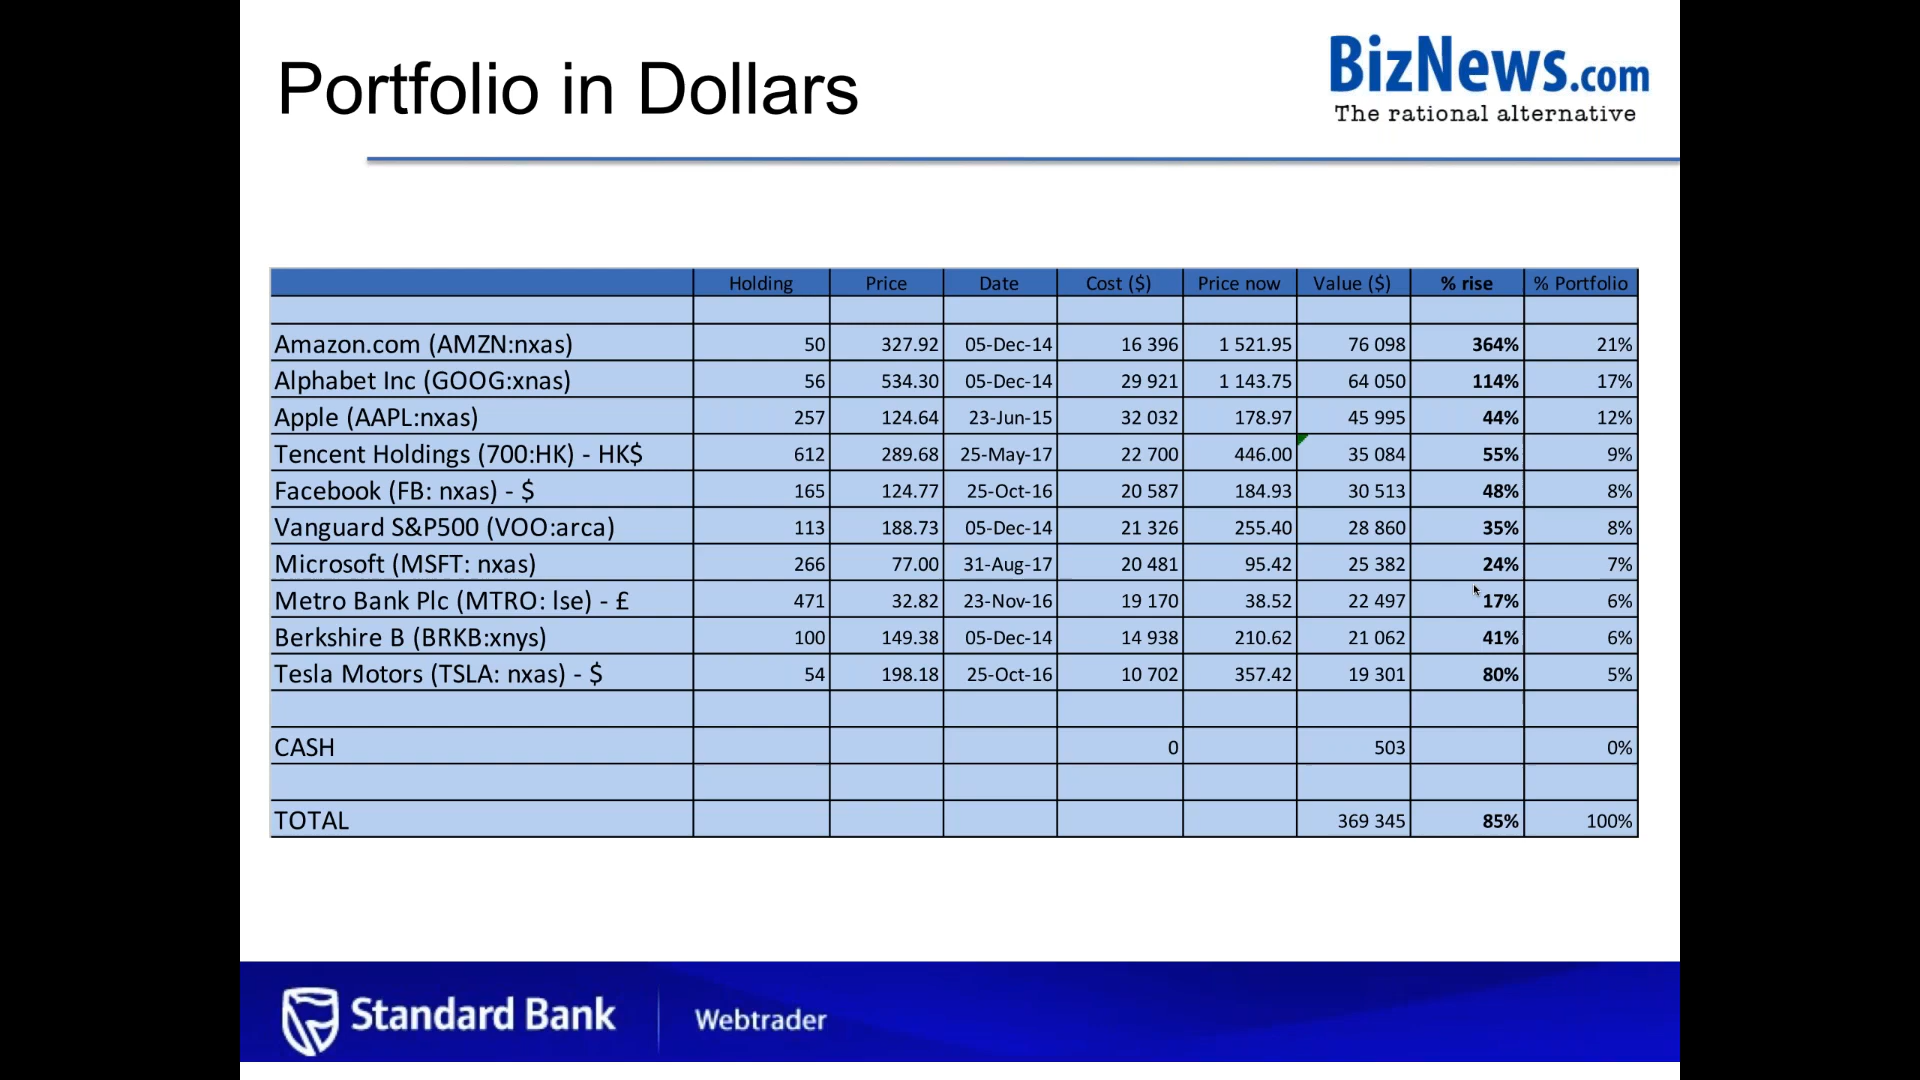 Portfolio in Dollars
BizNews.com
The rational alternative
Holding Price Date Cost ($) Price now Value ($) % rise % Portfolio
Amazon.com (AMZN:nxas) 50 327.92 05-Dec-14 16 396 1 521.95 76 098 364% 21%
Alphabet Inc (GOOG:xnas) 56 534.30 05-Dec-14 29 921 1 143.75 64 050 114% 17%
Apple (AAPL:nxas) 257 124.64 23-Jun-15 32 032 178.97 45 995 44% 12%
Tencent Holdings (700:HK) - HK$ 612 289.68 25-May-17 22 700 446.00 35 084 55% 9%
Facebook (FB: nxas) - $ 165 124.77 25-Oct-16 20 587 184.93 30 513 48% 8%
Vanguard S&P500 (VOO:arca) 113 188.73 05-Dec-14 21 326 255.40 28 860 35% 8%
Microsoft (MSFT: nxas) 266 77.00 31-Aug-17 20 481 95.42 25 382 24% 7%
Metro Bank Plc (MTRO: lse) - £ 471 32.82 23-Nov-16 19 170 38.52 22 497 17% 6%
Berkshire B (BRKB:xnys) 100 149.38 05-Dec-14 14 938 210.62 21 062 41% 6%
Tesla Motors (TSLA: nxas) - $ 54 198.18 25-Oct-16 10 702 357.42 19 301 80% 5%
CASH 0 503 0%
TOTAL 369 345 85% 100%
Standard Bank Webtrader